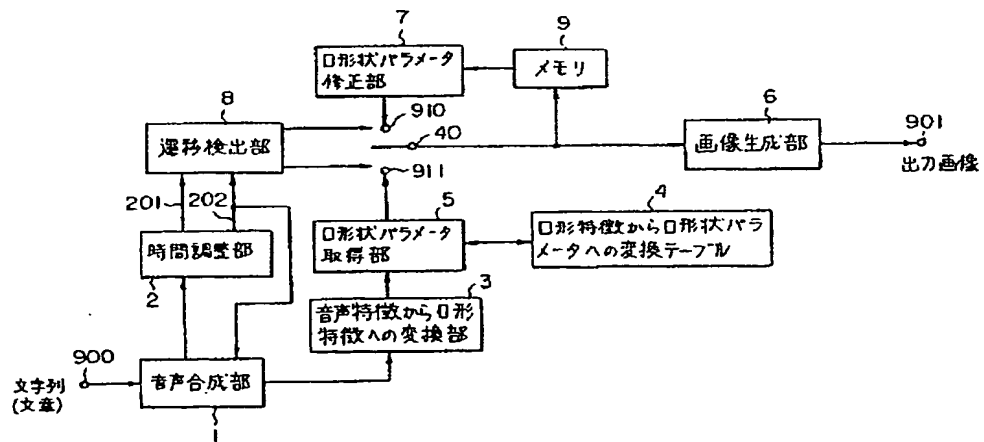 7
口形状パラメータ
修正部
9
メモリ
8
遷移検出部
910
40
911
6
画像生成部
901
出力画像
201
202
5
口形状パラメータ
取得部
4
口形特徴から口形状パラ
メータへの変換テーブル
時間調整部
2
3
音声特徴から口形
特徴への変換部
900
文字列
(文章)
音声合成部
1